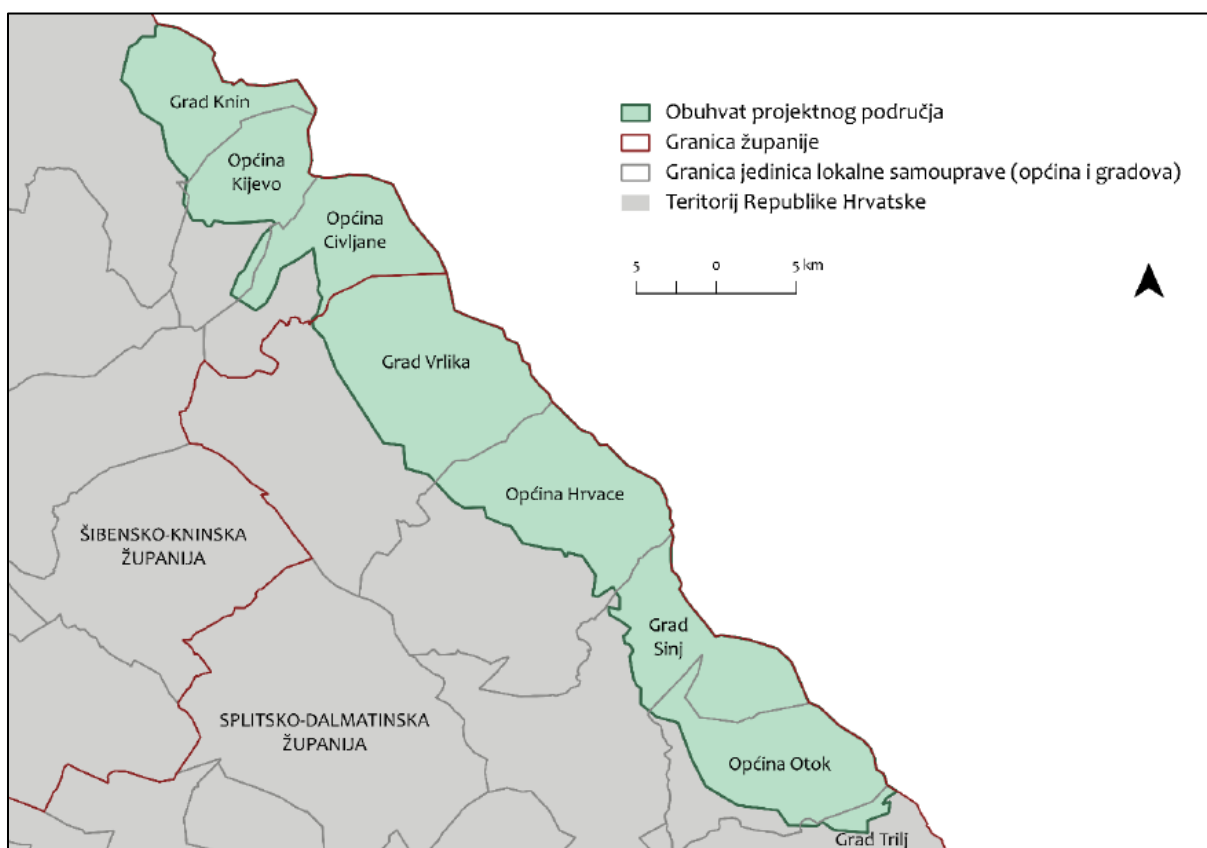 Grad Knin
Općina
Kijevo
Općina
Civljane
Grad Vrlika
Općina Hrvace
Grad
Sinj
Općina Otok
Grad Trilj
ŠIBENSKO-KNINSKA
ŽUPANIJA
SPLITSKO-DALMATINSKA
ŽUPANIJA
Obuhvat projektnog područja
Granica županije
Granica jedinica lokalne samouprave (općina i gradova)
Teritorij Republike Hrvatske
5 0 5 km